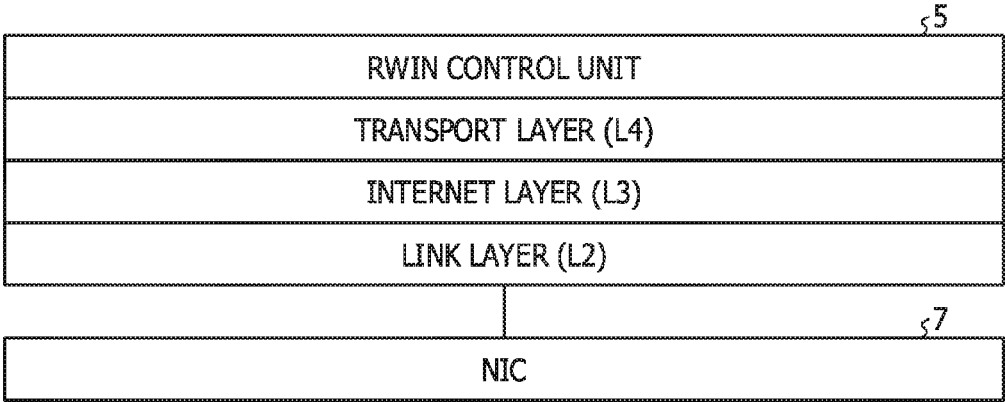 5
RWIN CONTROL UNIT
TRANSPORT LAYER (L4)
INTERNET LAYER (L3)
LINK LAYER (L2)
7
NIC